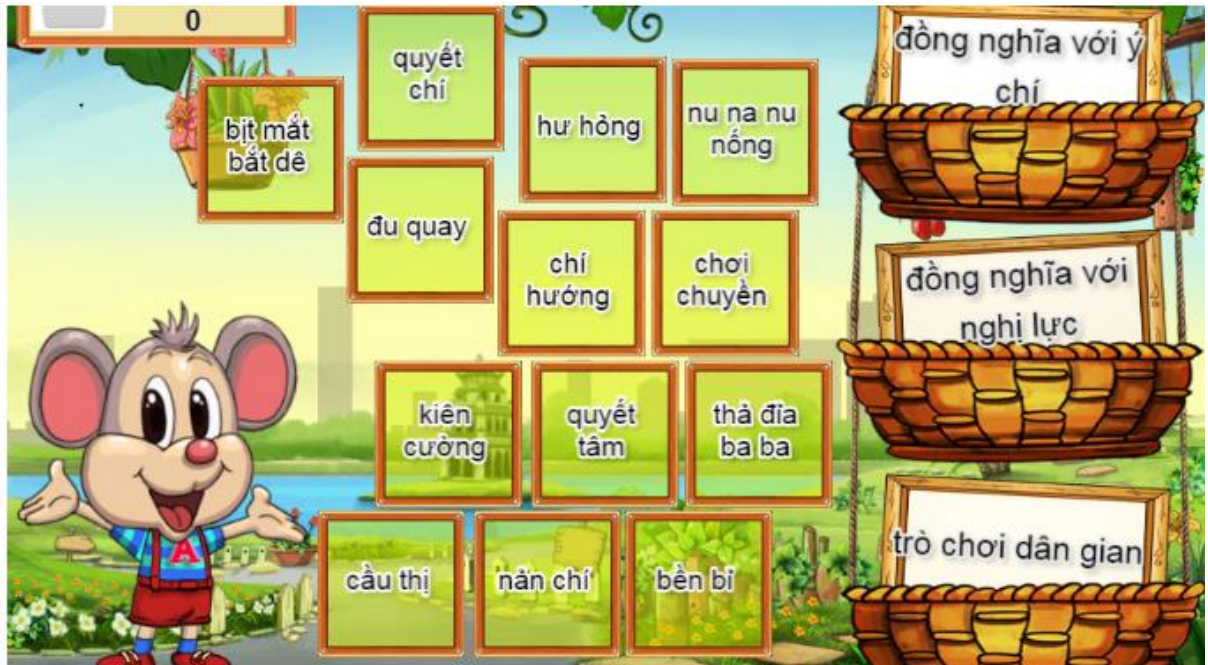 0
quyết
chí
bịt mắt
bắt dê
hư hỏng
nu na nu
nống
đu quay
chí
hướng
chơi
chuyền
kiên
cường
quyết
tâm
thả đỉa
ba ba
cầu thị
nản chí
bền bỉ
A
đồng nghĩa với ý
chí
đồng nghĩa với
nghị lực
trò chơi dân gian